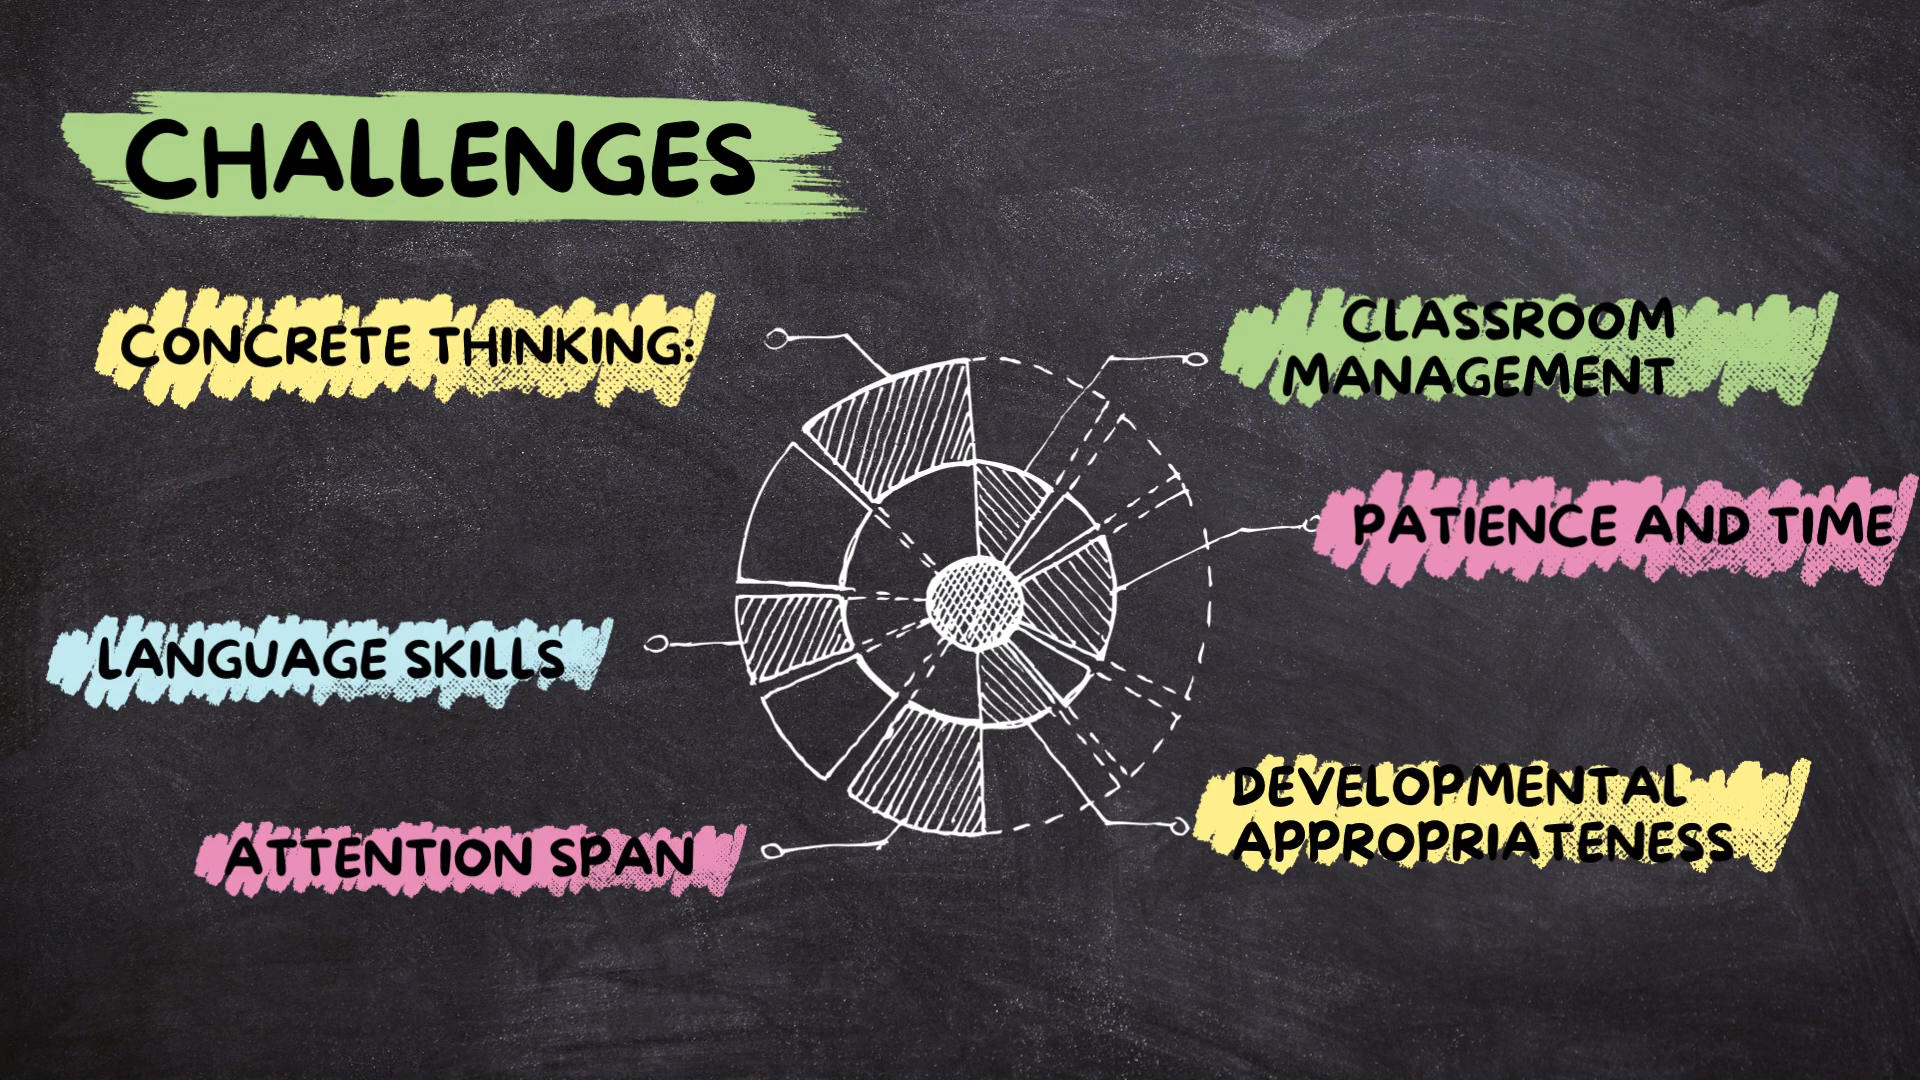 CHALLENGES
CONCRETE THINKING:
LANGUAGE SKILLS
ATTENTION SPAN
CLASSROOM
MANAGEMENT
PATIENCE AND TIME
DEVELOPMENTAL
APPROPRIATENESS